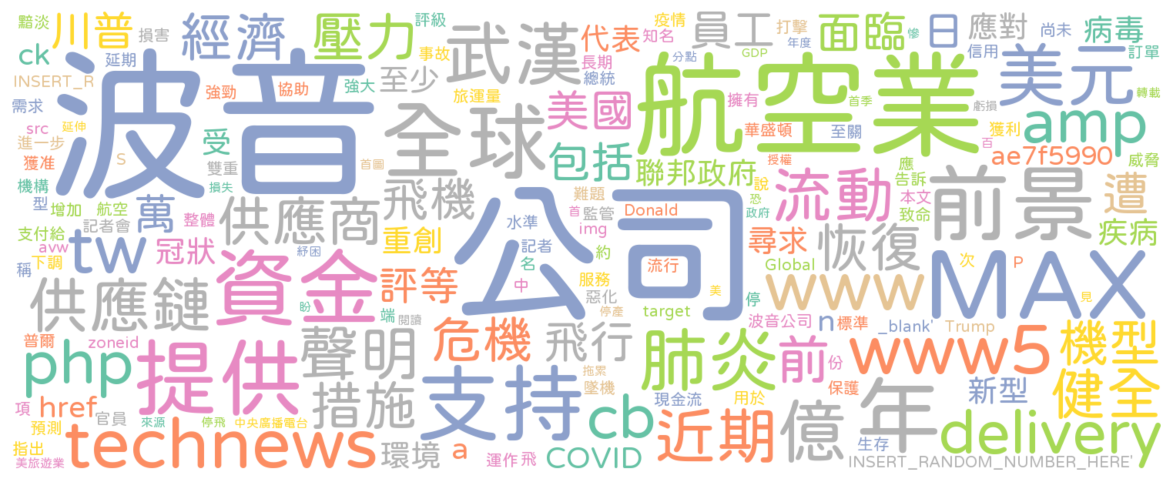 黯淡
川普
損害
延期
經濟
壓力
評級
事故
武漢
疫情
知名
代表
長期
總統
員工
打擊
分點
GDP
年度
慘
面臨
日
應對
信用
尚未
病毒
訂單
轉載
ck
INSERT_R
需求
src
進一步
獲准
機構
型
增加
航空
支付給
avw
下調
稱
波音
強勁
協助
強大
至少
旅運量
受
雙重
S
延伸
損失
首圖
全球
美國
包括
聯邦政府
航空業
擁有
首季
華盛頓
至關
虧損
授權
百
美元
獲利
amp
ae7f5990
威脅
應
告訴
說
恐
政府
本文
致命
流動
前景
遭
疾病
萬
tw
記者會
整體
冠狀
供應商
飛機
重創
紓困
盼
資金
評等
端
閱讀
公司
水準
記者
名
中
難題
首
監管
img
約
服務
惡化
停產
Donald
流行
target
美
尋求
Global
停
波音公司
恢復
www
次
P
n
標準
_blank'
見
Trump
MAX
供應鏈
普爾
zoneid
php
項
href
官員
預測
指出
美旅遊業
來源
停飛
中央廣播電台
technews
提供
聲明
措施
環境
a
危機
支持
運作
飛
飛行
拖累
墜機
cb
COVID
肺炎
前
份
現金流
用於
保護
近期
億
年
生存
新型
www5
機型
健全
delivery
INSERT_RANDOM_NUMBER_HERE'